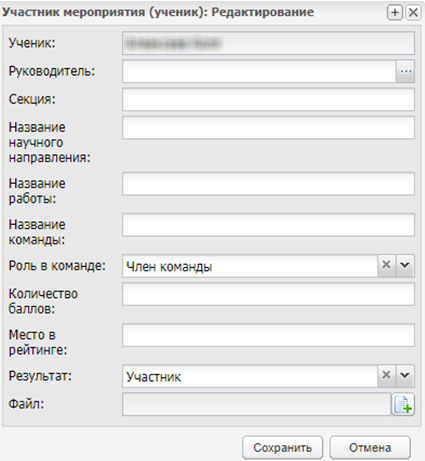 Участник мероприятия (ученик): Редактирование
Ученик:
Руководитель:
Секция:
Название
научного
направления:
Название
работы:
Название
команды:
Роль в команде: Член команды
Количество
баллов:
Место в
рейтинге:
Результат: Участник
Файл:
Сохранить Отмена